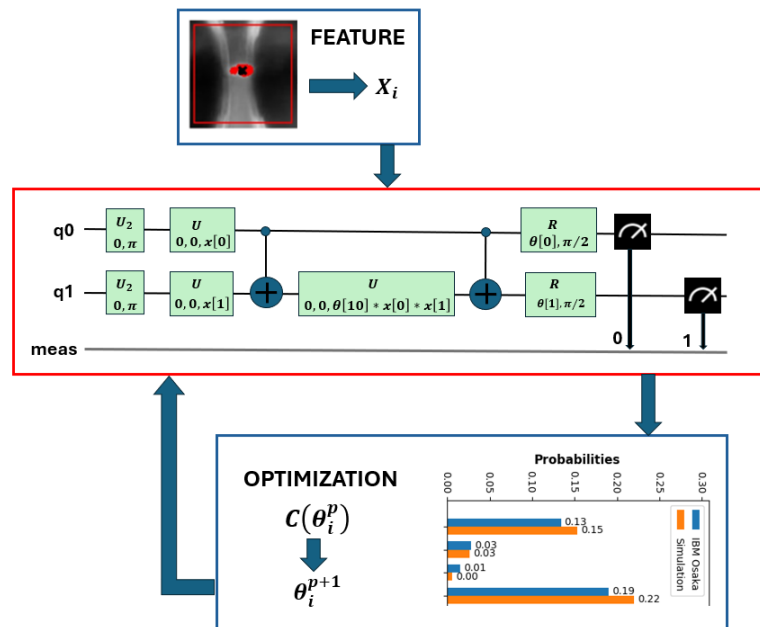 FEATURE
X_i
q0
U_2
0, π
U
0, 0, x[0]
R
θ[0], π/2
q1
U_2
0, π
U
0, 0, x[1]
U
0, 0, θ[10] * x[0] * x[1]
R
θ[1], π/2
meas
0
1
OPTIMIZATION
C(θ_i^p)
θ_i^{p+1}
Probabilities
0.00
0.05
0.10
0.15
0.20
0.25
0.30
0.13
0.15
0.03
0.03
0.01
0.00
0.19
0.22
IBM Osaka
Simulation